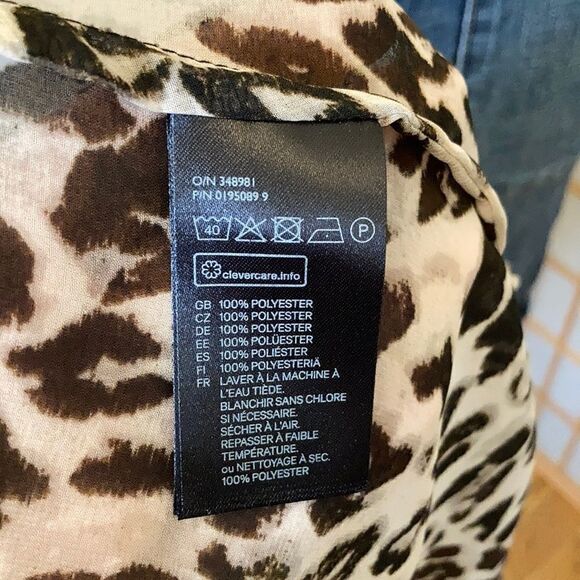 O/N 348981
P/N 0195089 9
40 P
clevercare.info
GB 100% POLYESTER
CZ 100% POLYESTER
DE 100% POLYESTER
EE 100% POLÜESTER
ES 100% POLIÉSTER
FI 100% POLYESTERIÄ
FR LAVER À LA MACHINE À
L'EAU TIÈDE.
BLANCHIR SANS CHLORE
SI NÉCESSAIRE.
SÉCHER À L'AIR.
REPASSER À FAIBLE
TEMPÉRATURE.
ou NETTOYAGE À SEC.
100% POLYESTER